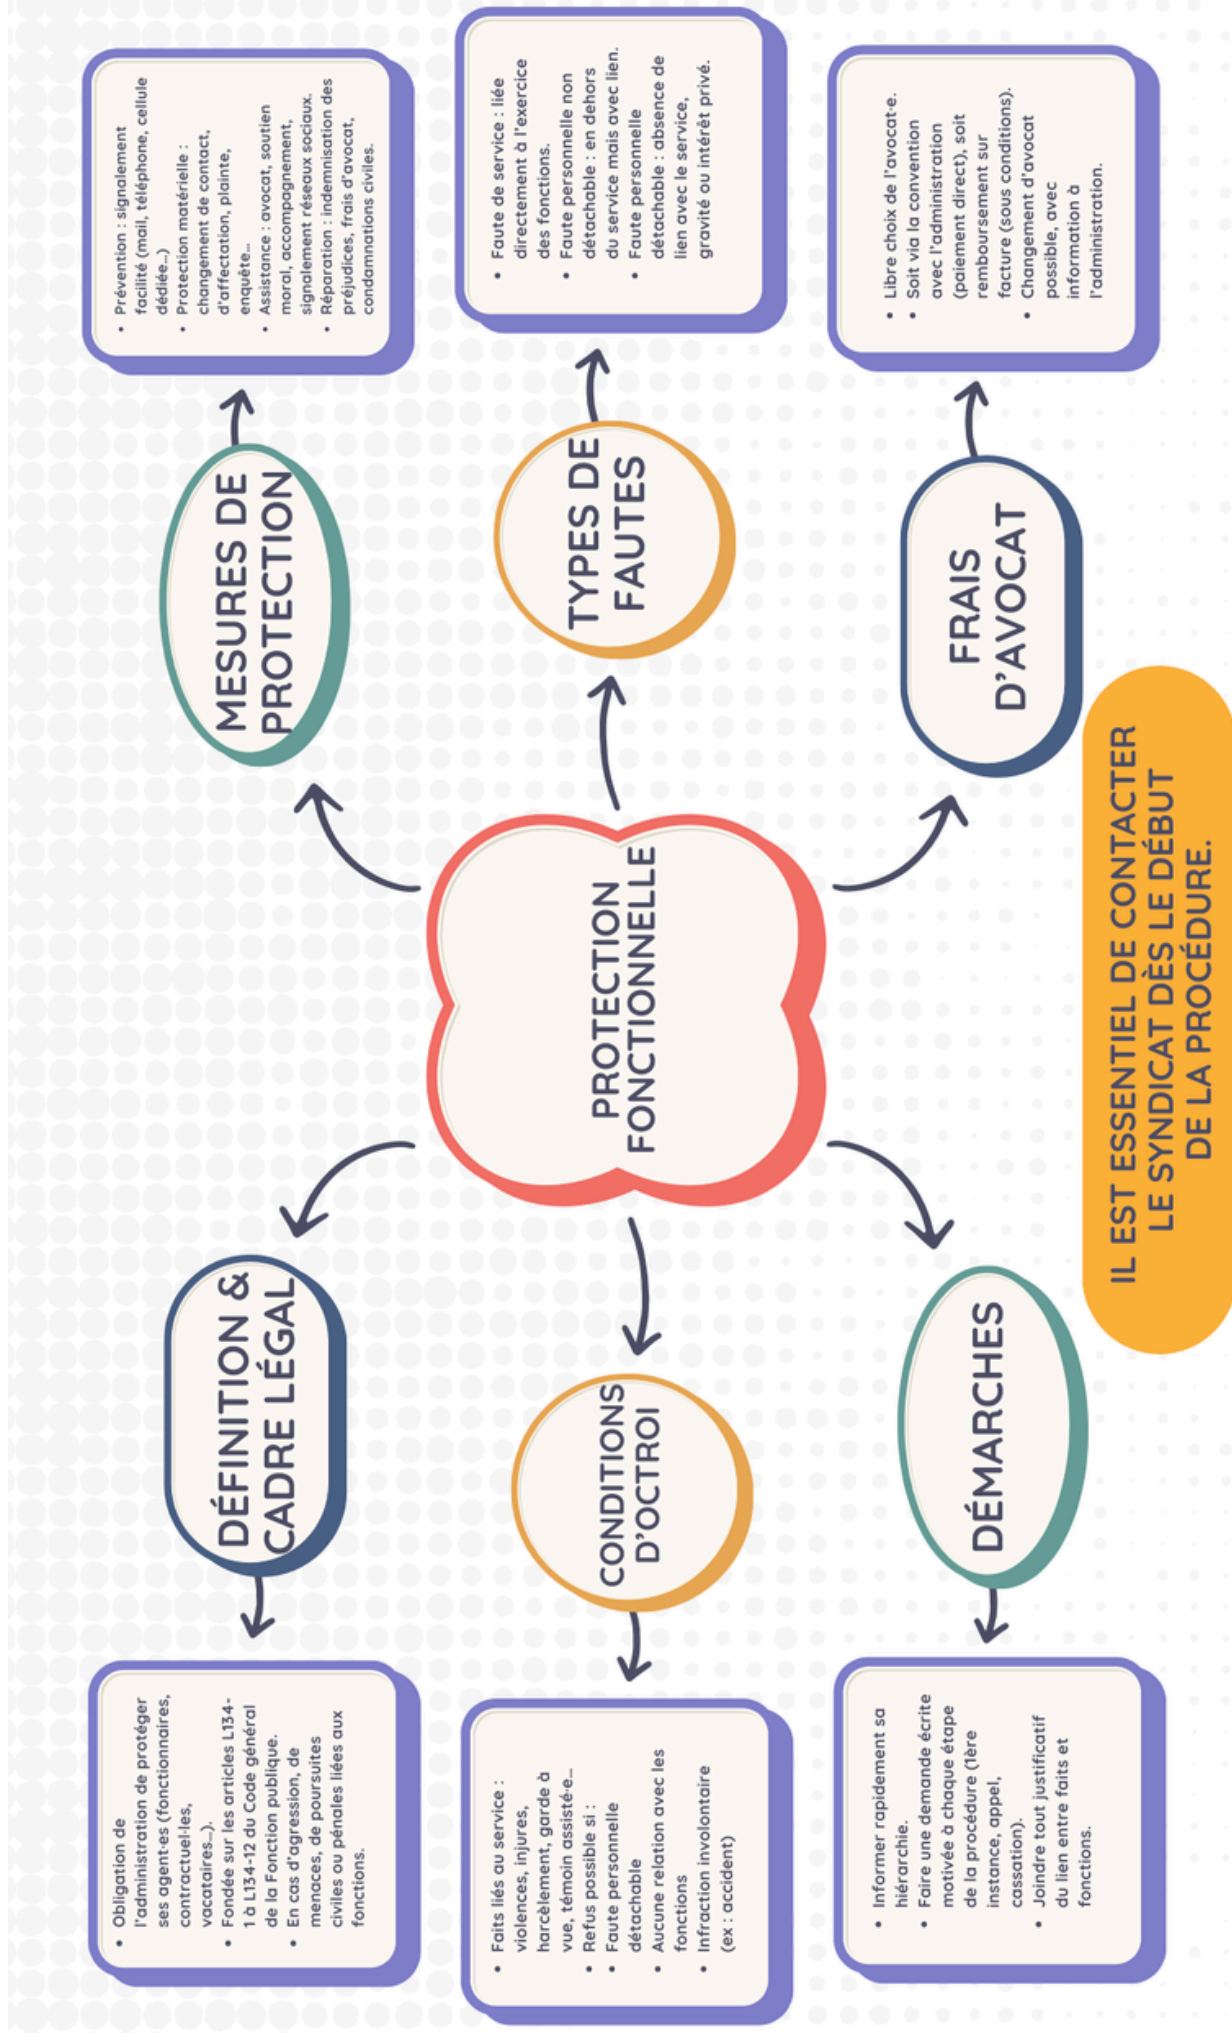 DÉFINITION &
CADRE LÉGAL
• Obligation de
l'administration de protéger
ses agent·es (fonctionnaires,
contractuel·les,
vacataires…).
• Fondée sur les articles L134-
1 à L134-12 du Code général
de la Fonction publique.
• En cas d'agression, de
menaces, de poursuites
civiles ou pénales liées aux
fonctions.
MESURES DE
PROTECTION
• Prévention : signalement
facilité (mail, téléphone, cellule
dédiée…)
• Protection matérielle :
changement de contact,
d'affectation, plainte,
enquête…
• Assistance : avocat, soutien
moral, accompagnement,
signalement réseaux sociaux.
• Réparation : indemnisation des
préjudices, frais d'avocat,
condamnations civiles.
PROTECTION
FONCTIONNELLE
CONDITIONS
D'OCTROI
• Faits liés au service :
violences, injures,
harcèlement, garde à
vue, témoin assisté·e…
• Refus possible si :
• Faute personnelle
détachable
• Aucune relation avec les
fonctions
• Infraction involontaire
(ex : accident)
TYPES DE
FAUTES
• Faute de service : liée
directement à l'exercice
des fonctions.
• Faute personnelle non
détachable : en dehors
du service mais avec lien.
• Faute personnelle
détachable : absence de
lien avec le service,
gravité ou intérêt privé.
DÉMARCHES
• Informer rapidement sa
hiérarchie.
• Faire une demande écrite
motivée à chaque étape
de la procédure (1ère
instance, appel,
cassation).
• Joindre tout justificatif
du lien entre faits et
fonctions.
FRAIS
D'AVOCAT
• Libre choix de l'avocat·e.
• Soit via la convention
avec l'administration
(paiement direct), soit
remboursement sur
facture (sous conditions).
• Changement d'avocat
possible, avec
information à
l'administration.
IL EST ESSENTIEL DE CONTACTER
LE SYNDICAT DÈS LE DÉBUT
DE LA PROCÉDURE.